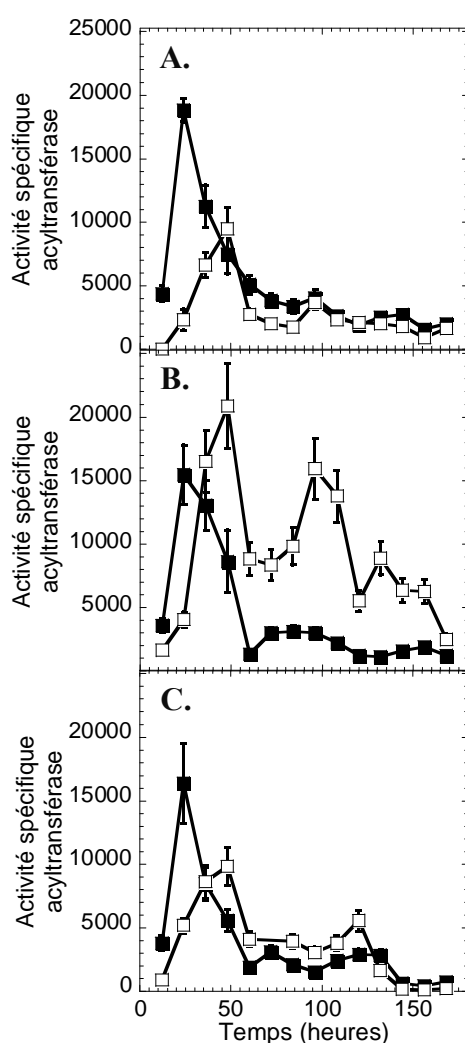 A.
25000
20000
15000
10000
5000
0
Activité spécifique
acyltransférase
B.
20000
15000
10000
5000
Activité spécifique
acyltransférase
C.
20000
15000
10000
5000
0
Activité spécifique
acyltransférase
0 50 100 150
Temps (heures)